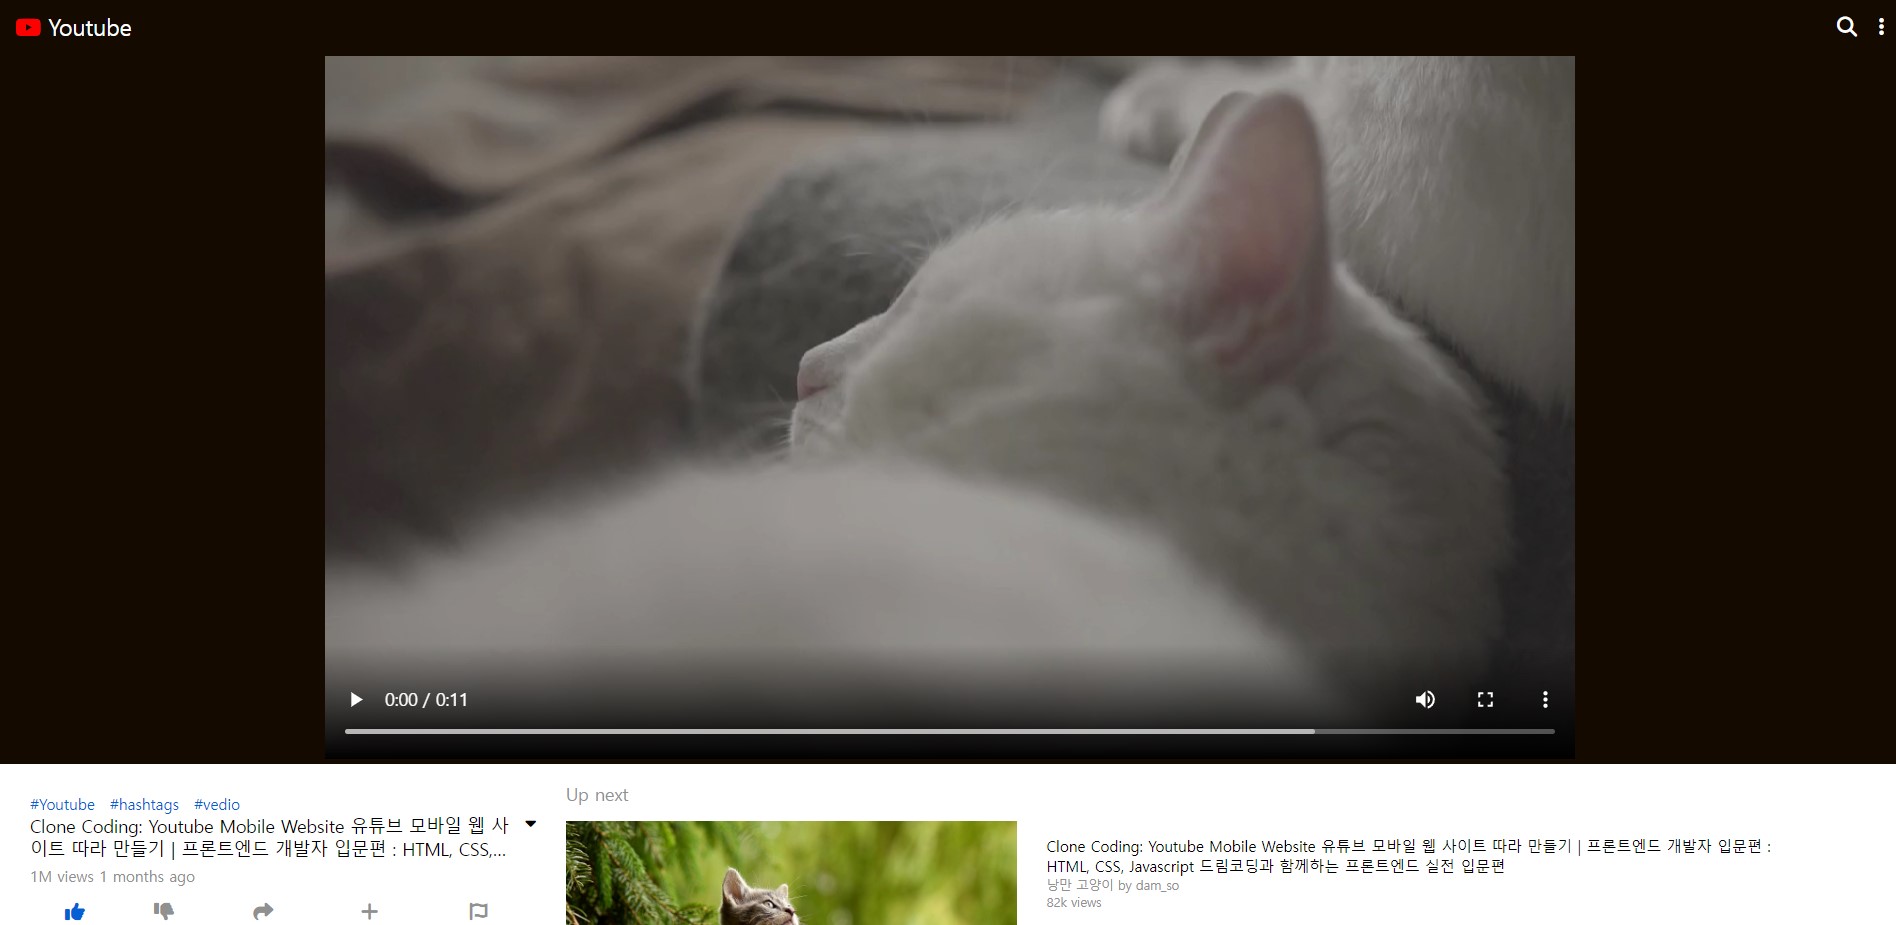 Youtube
0:00 / 0:11
#Youtube #hashtags #vedio
Clone Coding: Youtube Mobile Website 유튜브 모바일 웹 사
이트 따라 만들기 | 프론트엔드 개발자 입문편 : HTML, CSS,...
1M views 1 months ago
Up next
Clone Coding: Youtube Mobile Website 유튜브 모바일 웹 사이트 따라 만들기 | 프론트엔드 개발자 입문편 :
HTML, CSS, Javascript 드림코딩과 함께하는 프론트엔드 실전 입문편
낭만 고양이 by dam_so
82k views